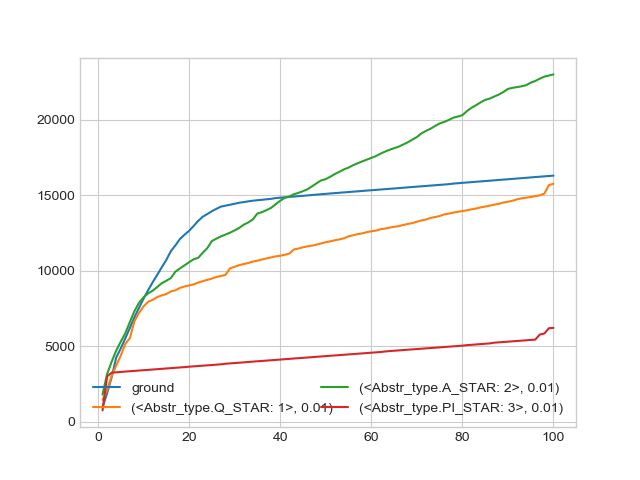 20000
15000
10000
5000
0
ground
(<Abstr_type.Q_STAR: 1>, 0.01)
(<Abstr_type.A_STAR: 2>, 0.01)
(<Abstr_type.PI_STAR: 3>, 0.01)
0 20 40 60 80 100